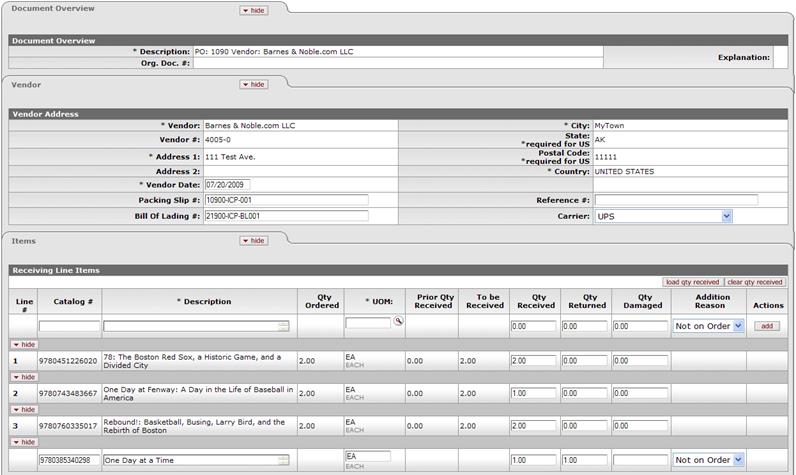 Document Overview
hide
Document Overview
* Description: PO: 1090 Vendor: Barnes & Noble.com LLC
Explanation:
Org. Doc. #:
Vendor
hide
Vendor Address
* Vendor: Barnes & Noble.com LLC
* City: MyTown
Vendor #: 4005-0
State: *required for US AK
* Address 1: 111 Test Ave.
Postal Code: *required for US 11111
Address 2:
* Country: UNITED STATES
* Vendor Date: 07/20/2009
Packing Slip #: 10900-ICP-001
Reference #:
Bill Of Lading #: 21900-ICP-BL001
Carrier: UPS
Items
hide
Receiving Line Items
load qty received clear qty received
Line # Catalog # * Description Qty Ordered * UOM: Prior Qty Received To be Received Qty Received Qty Returned Qty Damaged Addition Reason Actions
0.00 0.00 0.00 Not on Order add
hide
1 9780451226020 78: The Boston Red Sox, a Historic Game, and a Divided City 2.00 EA EACH 0.00 2.00 2.00 0.00 0.00
hide
2 9780743483667 One Day at Fenway: A Day in the Life of Baseball in America 2.00 EA EACH 0.00 2.00 1.00 0.00 0.00
hide
3 9780760335017 Rebound!: Basketball, Busing, Larry Bird, and the Rebirth of Boston 2.00 EA EACH 0.00 2.00 2.00 0.00 0.00
hide
9780385340298 One Day at a Time EA EACH 1.00 1.00 Not on Order